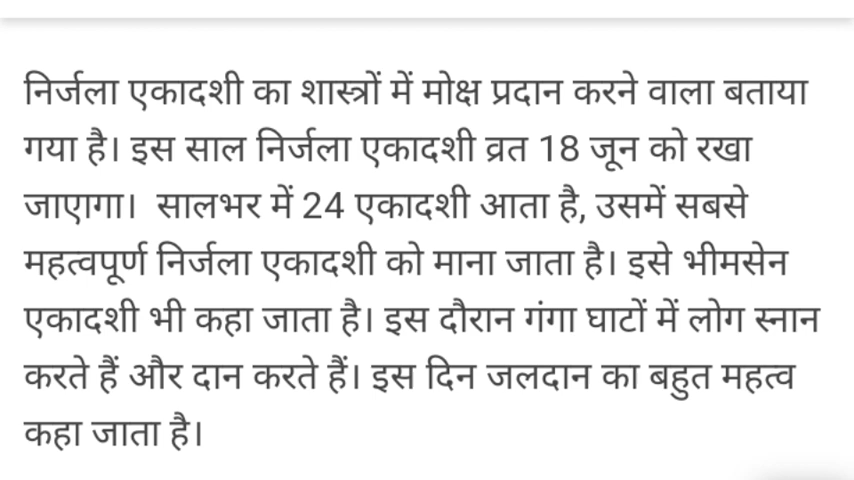 निर्जला एकादशी का शास्त्रों में मोक्ष प्रदान करने वाला बताया
गया है। इस साल निर्जला एकादशी व्रत 18 जून को रखा
जाएागा।  सालभर में 24 एकादशी आता है, उसमें सबसे
महत्वपूर्ण निर्जला एकादशी को माना जाता है। इसे भीमसेन
एकादशी भी कहा जाता है। इस दौरान गंगा घाटों में लोग स्नान
करते हैं और दान करते हैं। इस दिन जलदान का बहुत महत्व
कहा जाता है।